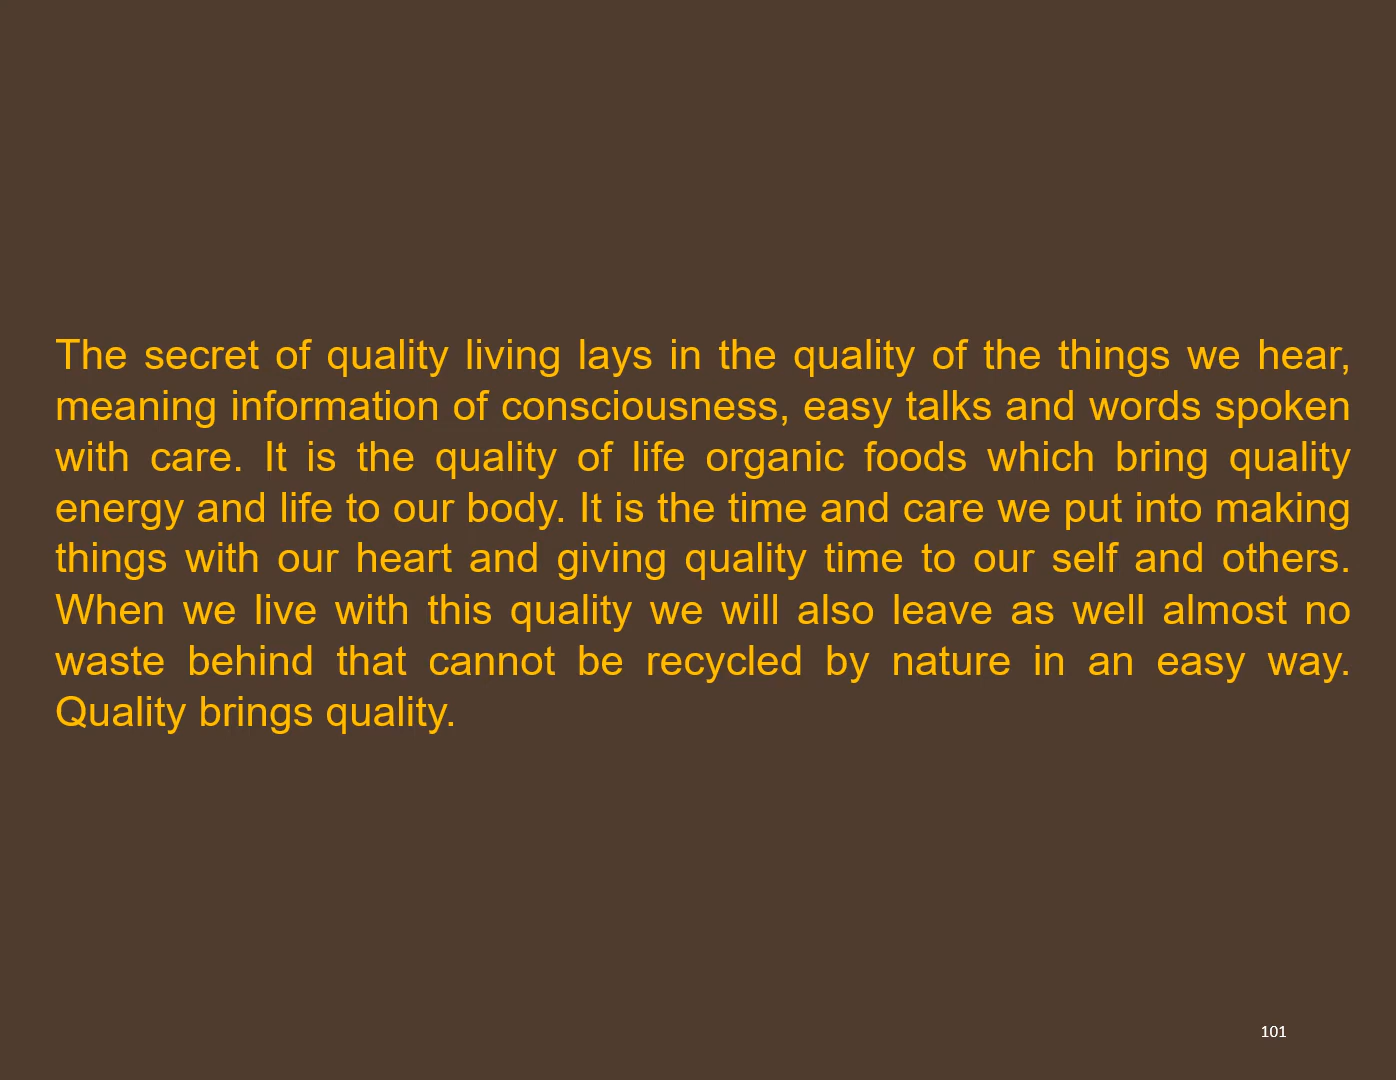 The secret of quality living lays in the quality of the things we hear,
meaning information of consciousness, easy talks and words spoken
with care. It is the quality of life organic foods which bring quality
energy and life to our body. It is the time and care we put into making
things with our heart and giving quality time to our self and others.
When we live with this quality we will also leave as well almost no
waste behind that cannot be recycled by nature in an easy way.
Quality brings quality.
101